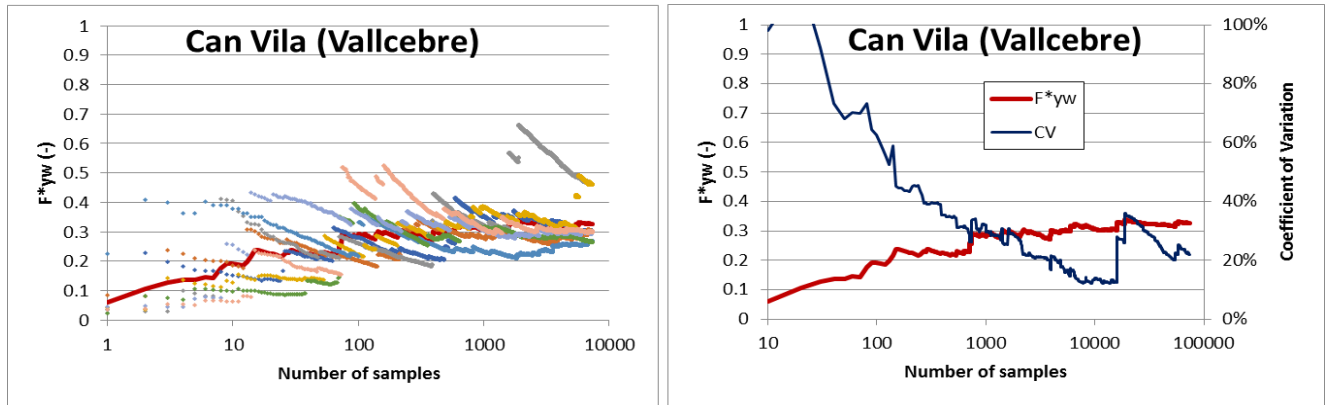 Can Vila (Vallcebre)
F*yw (-)
1
0.9
0.8
0.7
0.6
0.5
0.4
0.3
0.2
0.1
0
1 10 100 1000 10000
Number of samples
Can Vila (Vallcebre)
F*yw (-)
1
0.9
0.8
0.7
0.6
0.5
0.4
0.3
0.2
0.1
0
F*yw
CV
100%
80%
60%
40%
20%
0%
Coefficient of Variation
10 100 1000 10000 100000
Number of samples